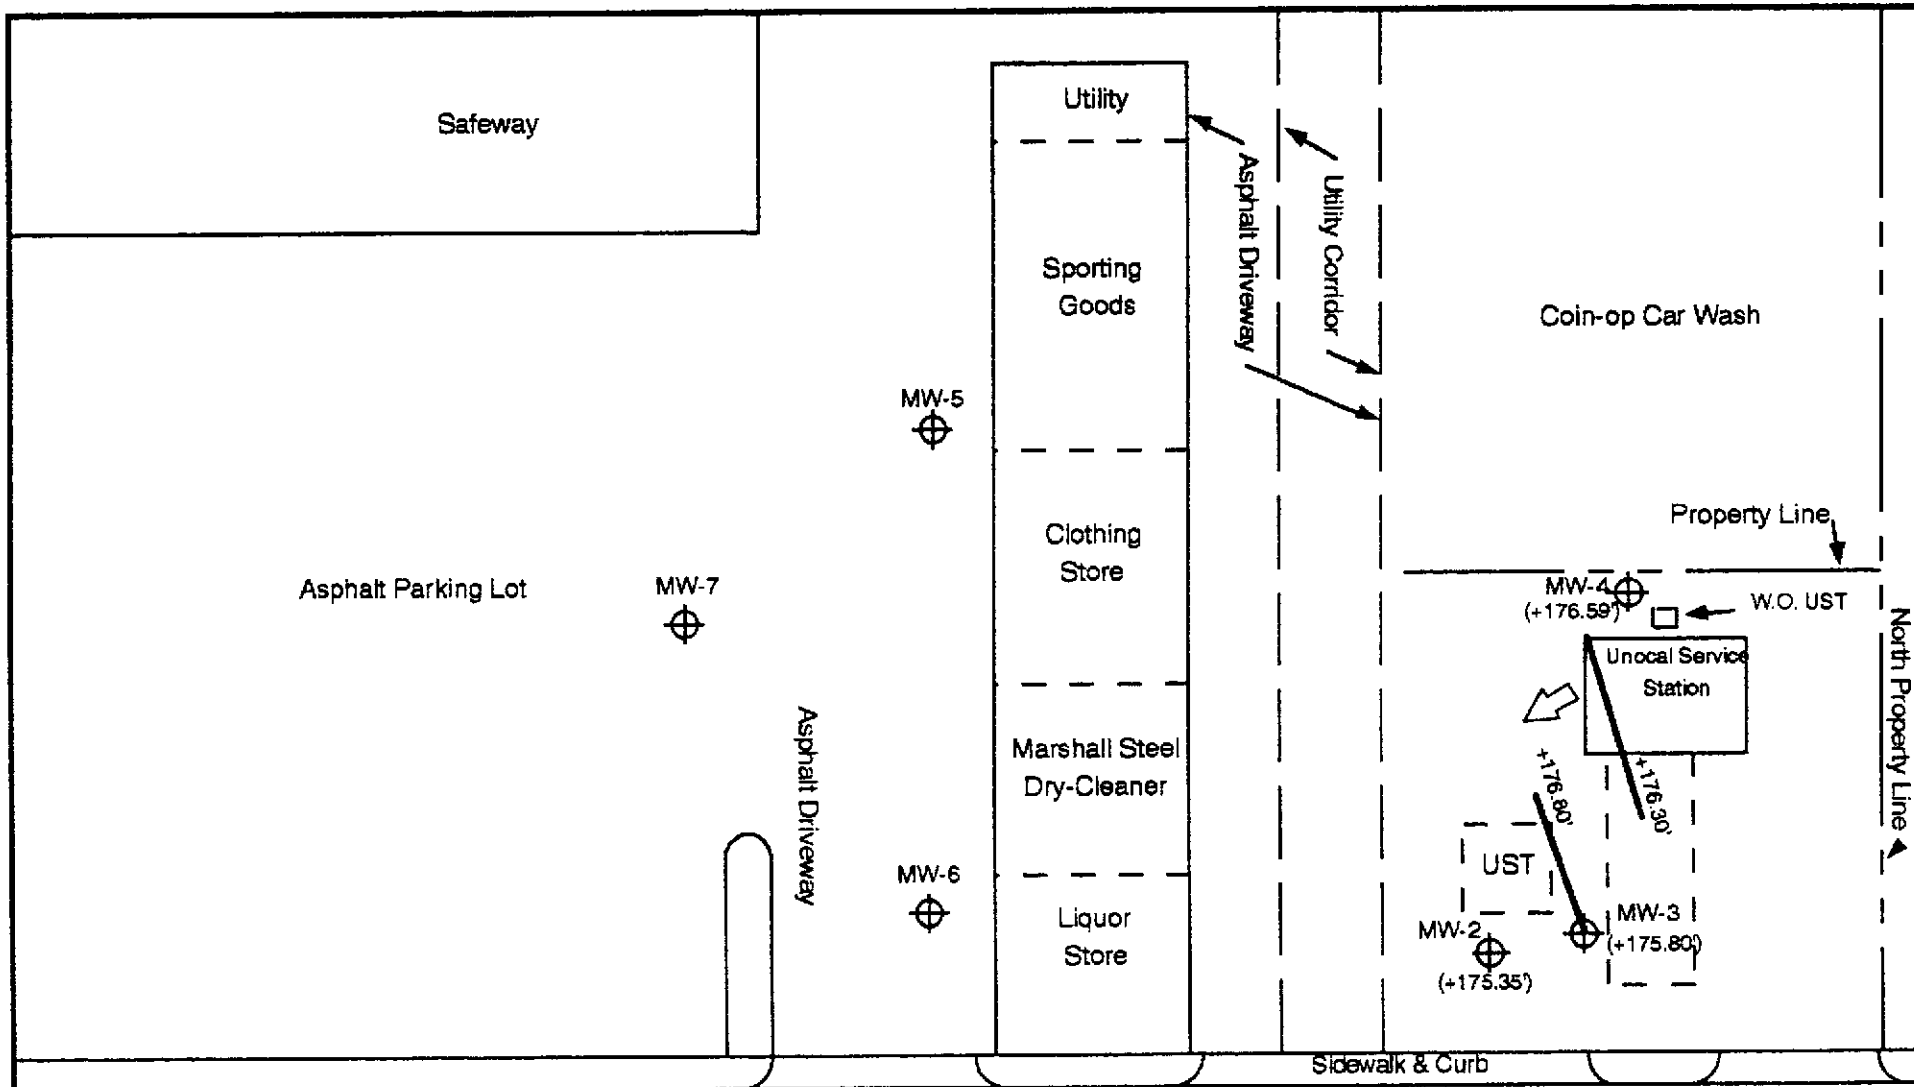 Safeway
Utility
Sporting
Goods
Asphalt Driveway
Utility Corridor
Coin-op Car Wash
MW-5
Clothing
Store
Property Line
Asphalt Parking Lot
MW-7
MW-4
(+176.59')
W.O. UST
Unocal Service
Station
North Property Line
Asphalt Driveway
Marshall Steel
Dry-Cleaner
+176.80'
+176.30'
UST
MW-6
Liquor
Store
MW-2
(+175.35')
MW-3
(+175.80')
Sidewalk & Curb